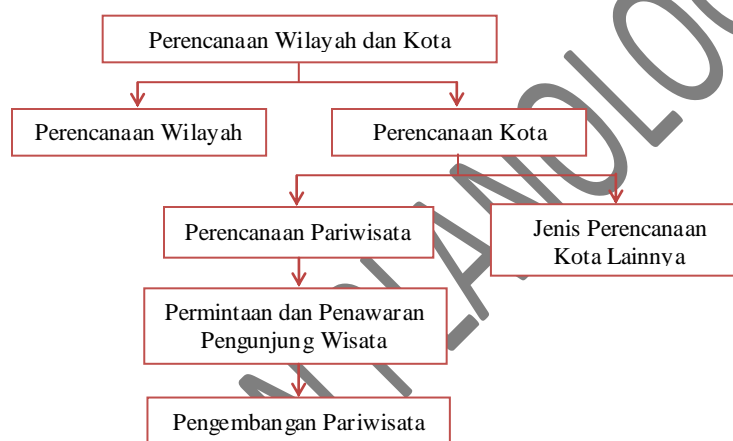 Perencanaan Wilayah dan Kota
Perencanaan Wilayah
Perencanaan Kota
Perencanaan Pariwisata
Jenis Perencanaan
Kota Lainnya
Permintaan dan Penawaran
Pengunjung Wisata
Pengembangan Pariwisata